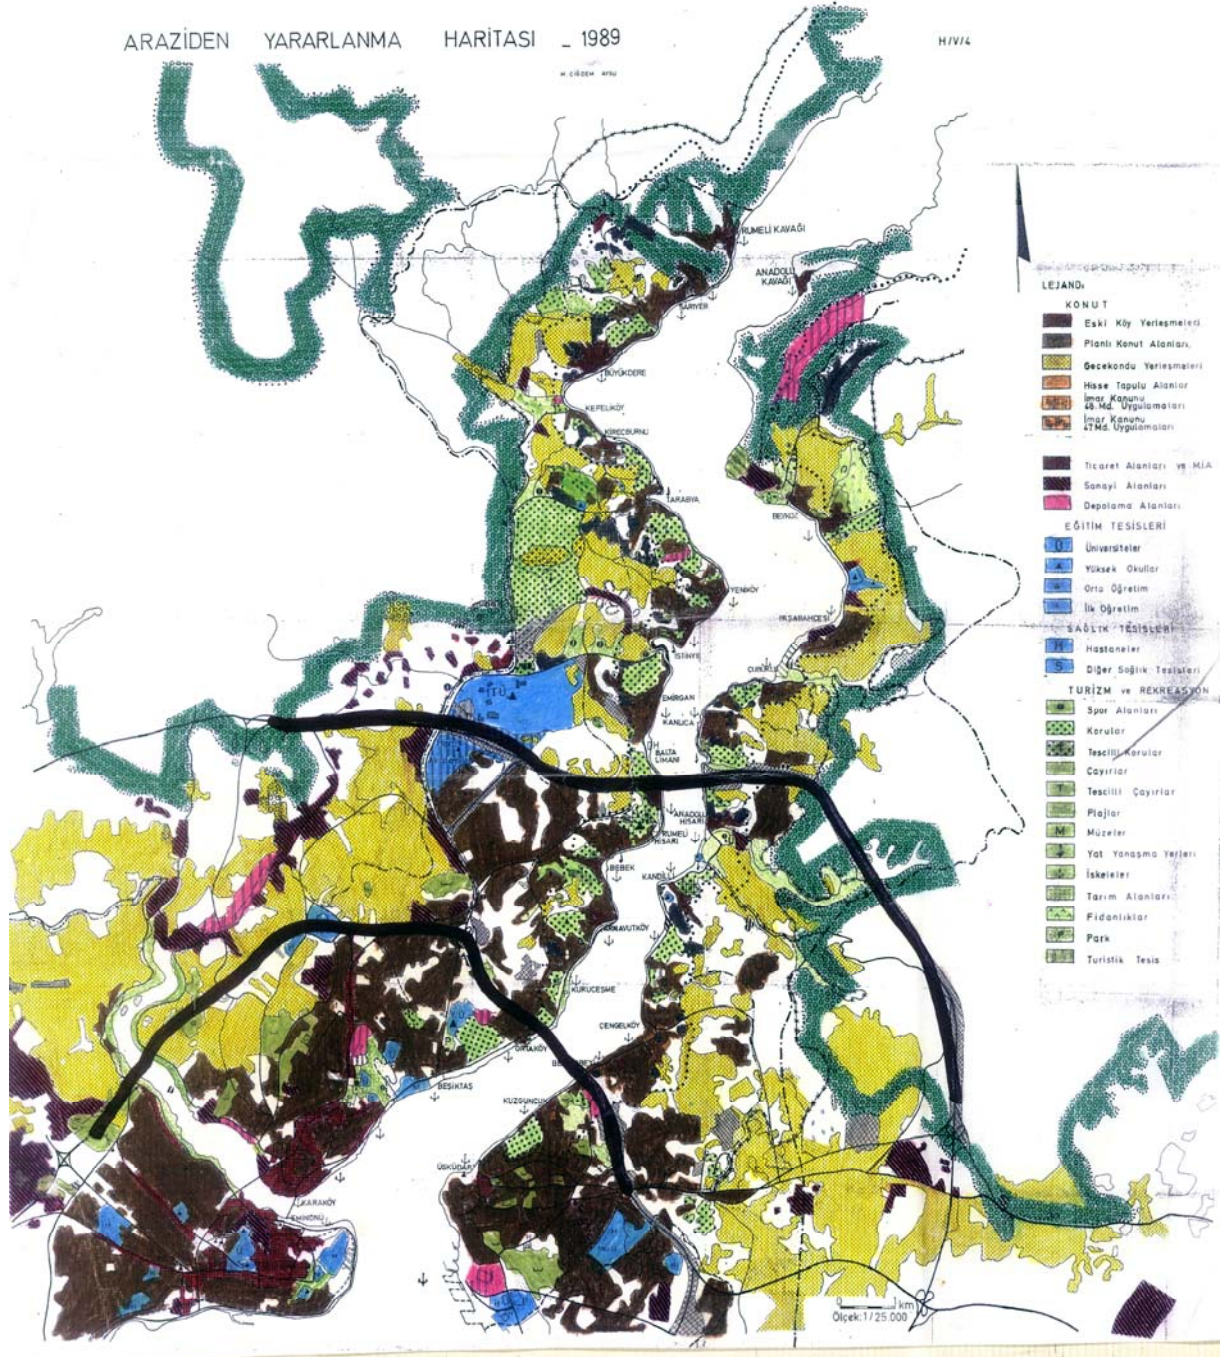 ARAZİDEN YARARLANMA HARİTASI _ 1989
H/V/4
M. ÇİĞDEM AYSU
RUMELİ KAVAĞI
ANADOLU
KAVAĞI
SARIYER
BÜYÜKDERE
KEFELİKÖY
KİREÇBURNU
TARABYA
BEYKOZ
YENİKÖY
PAŞABAHÇESİ
İSTİNYE
ÇUBUKLU
EMİRGAN
KANLICA
İTÜ
BALTA
LİMANI
ANADOLU
HİSARI
RUMELİ
HİSARI
BEBEK
KANDİLLİ
ARNAVUTKÖY
KURUÇEŞME
ÇENGELKÖY
ORTAKÖY
BEŞİKTAŞ
KUZGUNCUK
ÜSKÜDAR
KARAKÖY
EMİNÖNÜ
LEJAND:
KONUT
Eski Köy Yerleşmeleri
Planlı Konut Alanları,
Gecekondu Yerleşmeleri
Hisse Tapulu Alanlar
İmar Kanunu
48. Md. Uygulamaları
İmar Kanunu
47 Md. Uygulamaları
Ticaret Alanları ve MİA
Sanayi Alanları
Depolama Alanları
EĞİTİM TESİSLERİ
Ü Üniversiteler
Yüksek Okullar
Orta Öğretim
İlk Öğretim
SAĞLIK TESİSLERİ
H Hastaneler
S Diğer Sağlık Tesisleri
TURİZM ve REKREASYON
Spor Alanları
Korular
Tescilli Korular
Çayırlar
T Tescilli Çayırlar
Plajlar
M Müzeler
Yat Yanaşma Yerleri
İskeleler
Tarım Alanları
Fidanlıklar
P Park
Turistik Tesis
1 km
Ölçek: 1/25.000